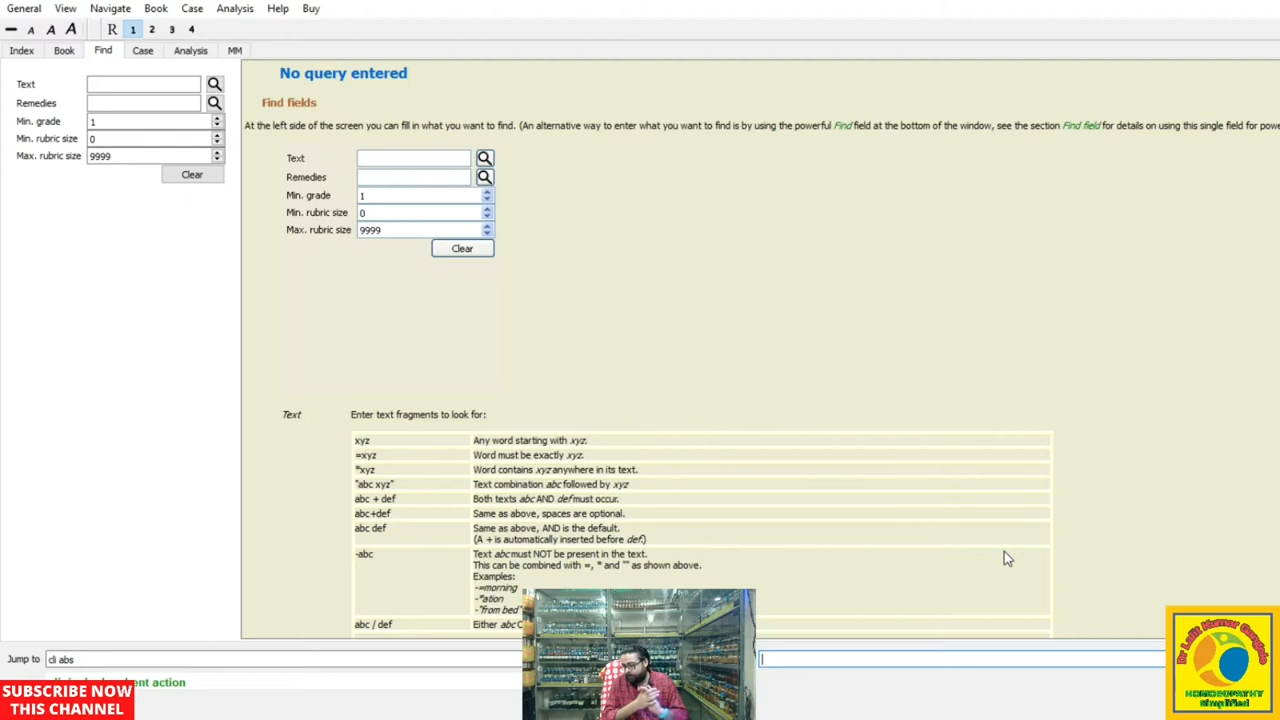 General View Navigate Book Case Analysis Help Buy
A A A R 1 2 3 4
Index Book Find Case Analysis MM
Text
Remedies
Min. grade 1
Min. rubric size 0
Max. rubric size 9999
Clear
No query entered
Find fields
At the left side of the screen you can fill in what you want to find. (An alternative way to enter what you want to find is by using the powerful Find field at the bottom of the window, see the section Find field for details on using this single field for powe
Text
Remedies
Min. grade 1
Min. rubric size 0
Max. rubric size 9999
Clear
Text Enter text fragments to look for:
xyz Any word starting with xyz.
=xyz Word must be exactly xyz.
*xyz Word contains xyz anywhere in its text.
"abc xyz" Text combination abc followed by xyz
abc + def Both texts abc AND def must occur.
abc+def Same as above, spaces are optional.
abc def Same as above, AND is the default.
(A + is automatically inserted before def.)
-abc Text abc must NOT be present in the text.
This can be combined with =, * and "" as shown above.
Examples:
-=morning
-*ation
-"from bed"
abc / def Either abc
Jump to cli abs
action
SUBSCRIBE NOW
THIS CHANNEL
Dr Lalit Kumar
HOMOEOPATHY
Simplified